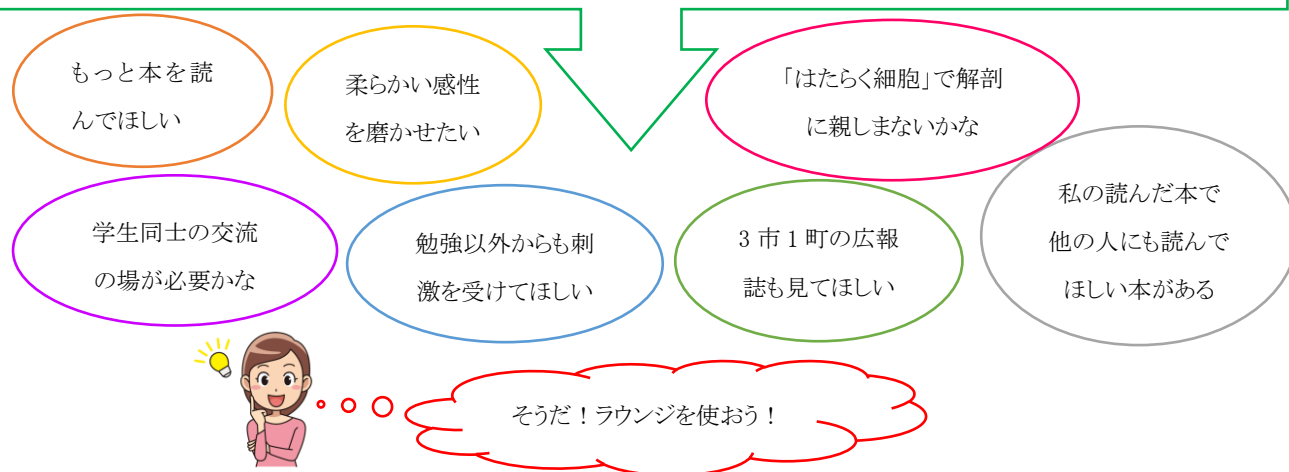 もっと本を読
んでほしい
柔らかい感性
を磨かせたい
「はたらく細胞」で解剖
に親しまないかな
学生同士の交流
の場が必要かな
勉強以外からも刺
激を受けてほしい
3市1町の広報
誌も見てほしい
私の読んだ本で
他の人にも読んで
ほしい本がある
そうだ！ラウンジを使おう！